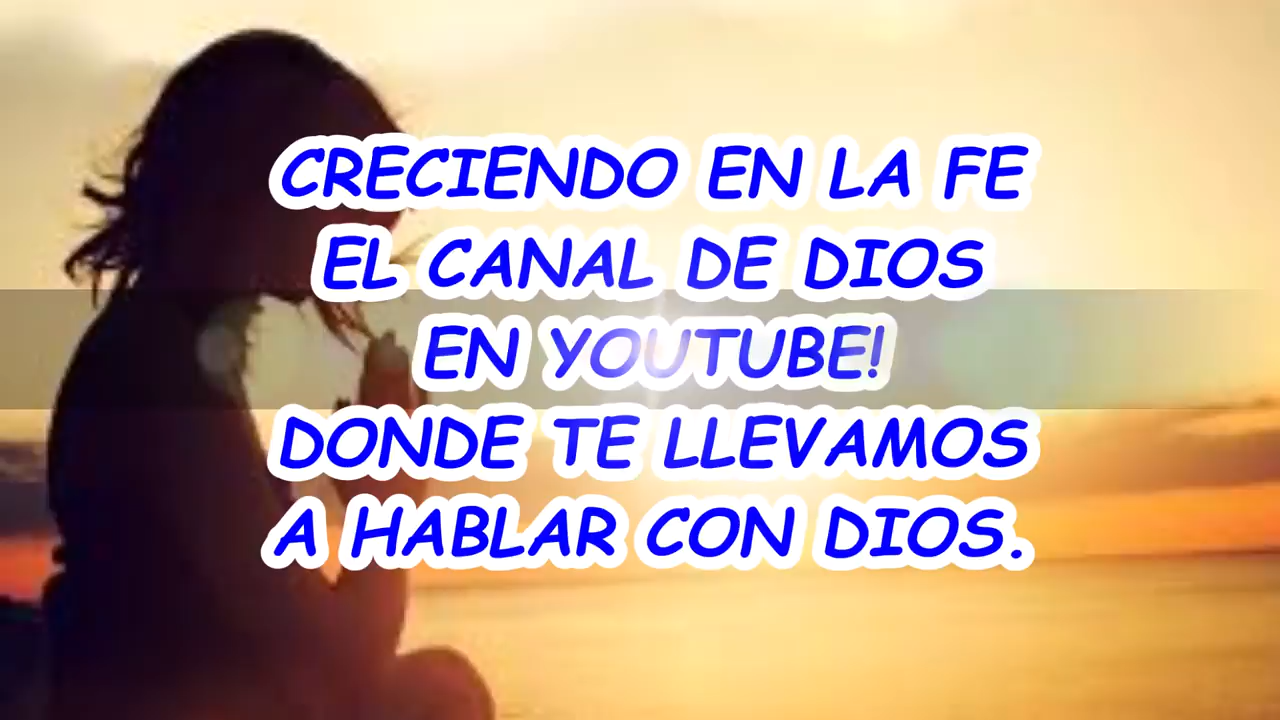 CRECIENDO EN LA FE
EL CANAL DE DIOS
EN YOUTUBE!
DONDE TE LLEVAMOS
A HABLAR CON DIOS.